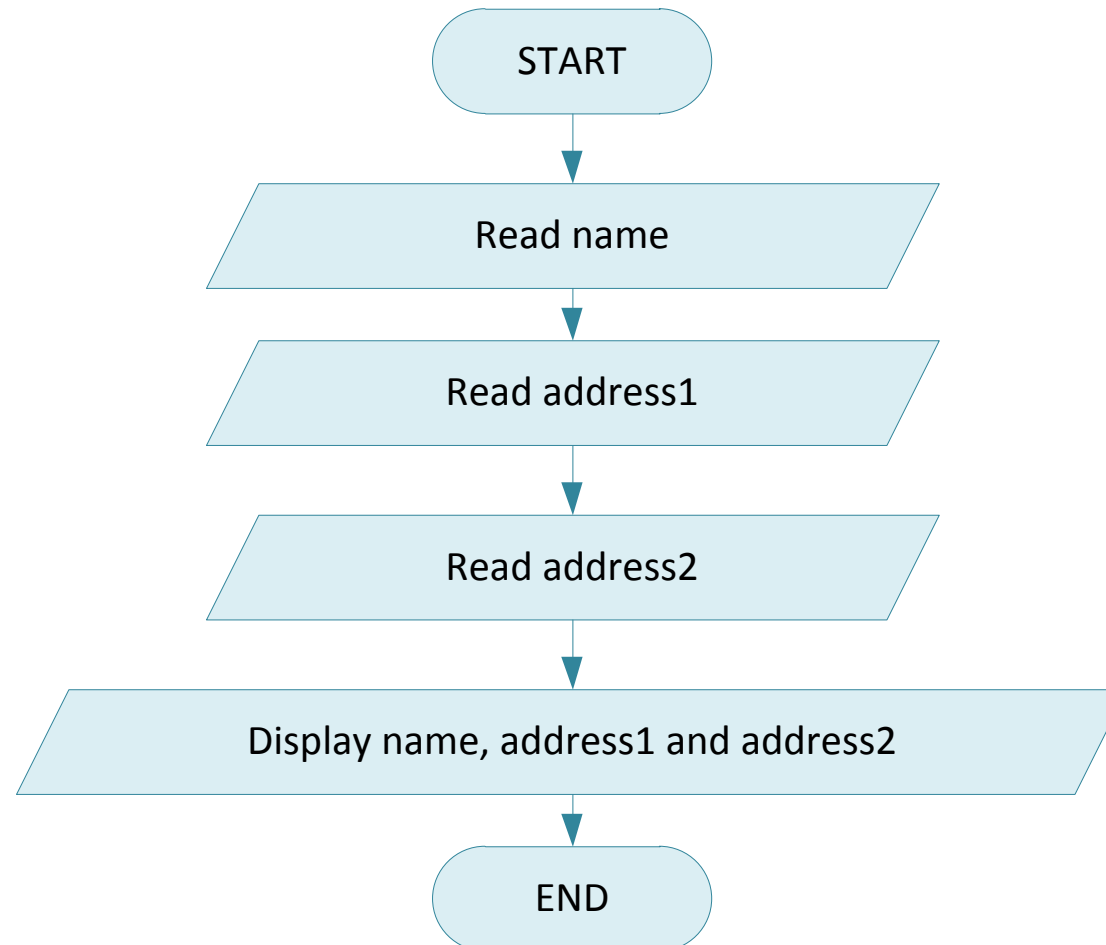 START
Read name
Read address1
Read address2
Display name, address1 and address2
END